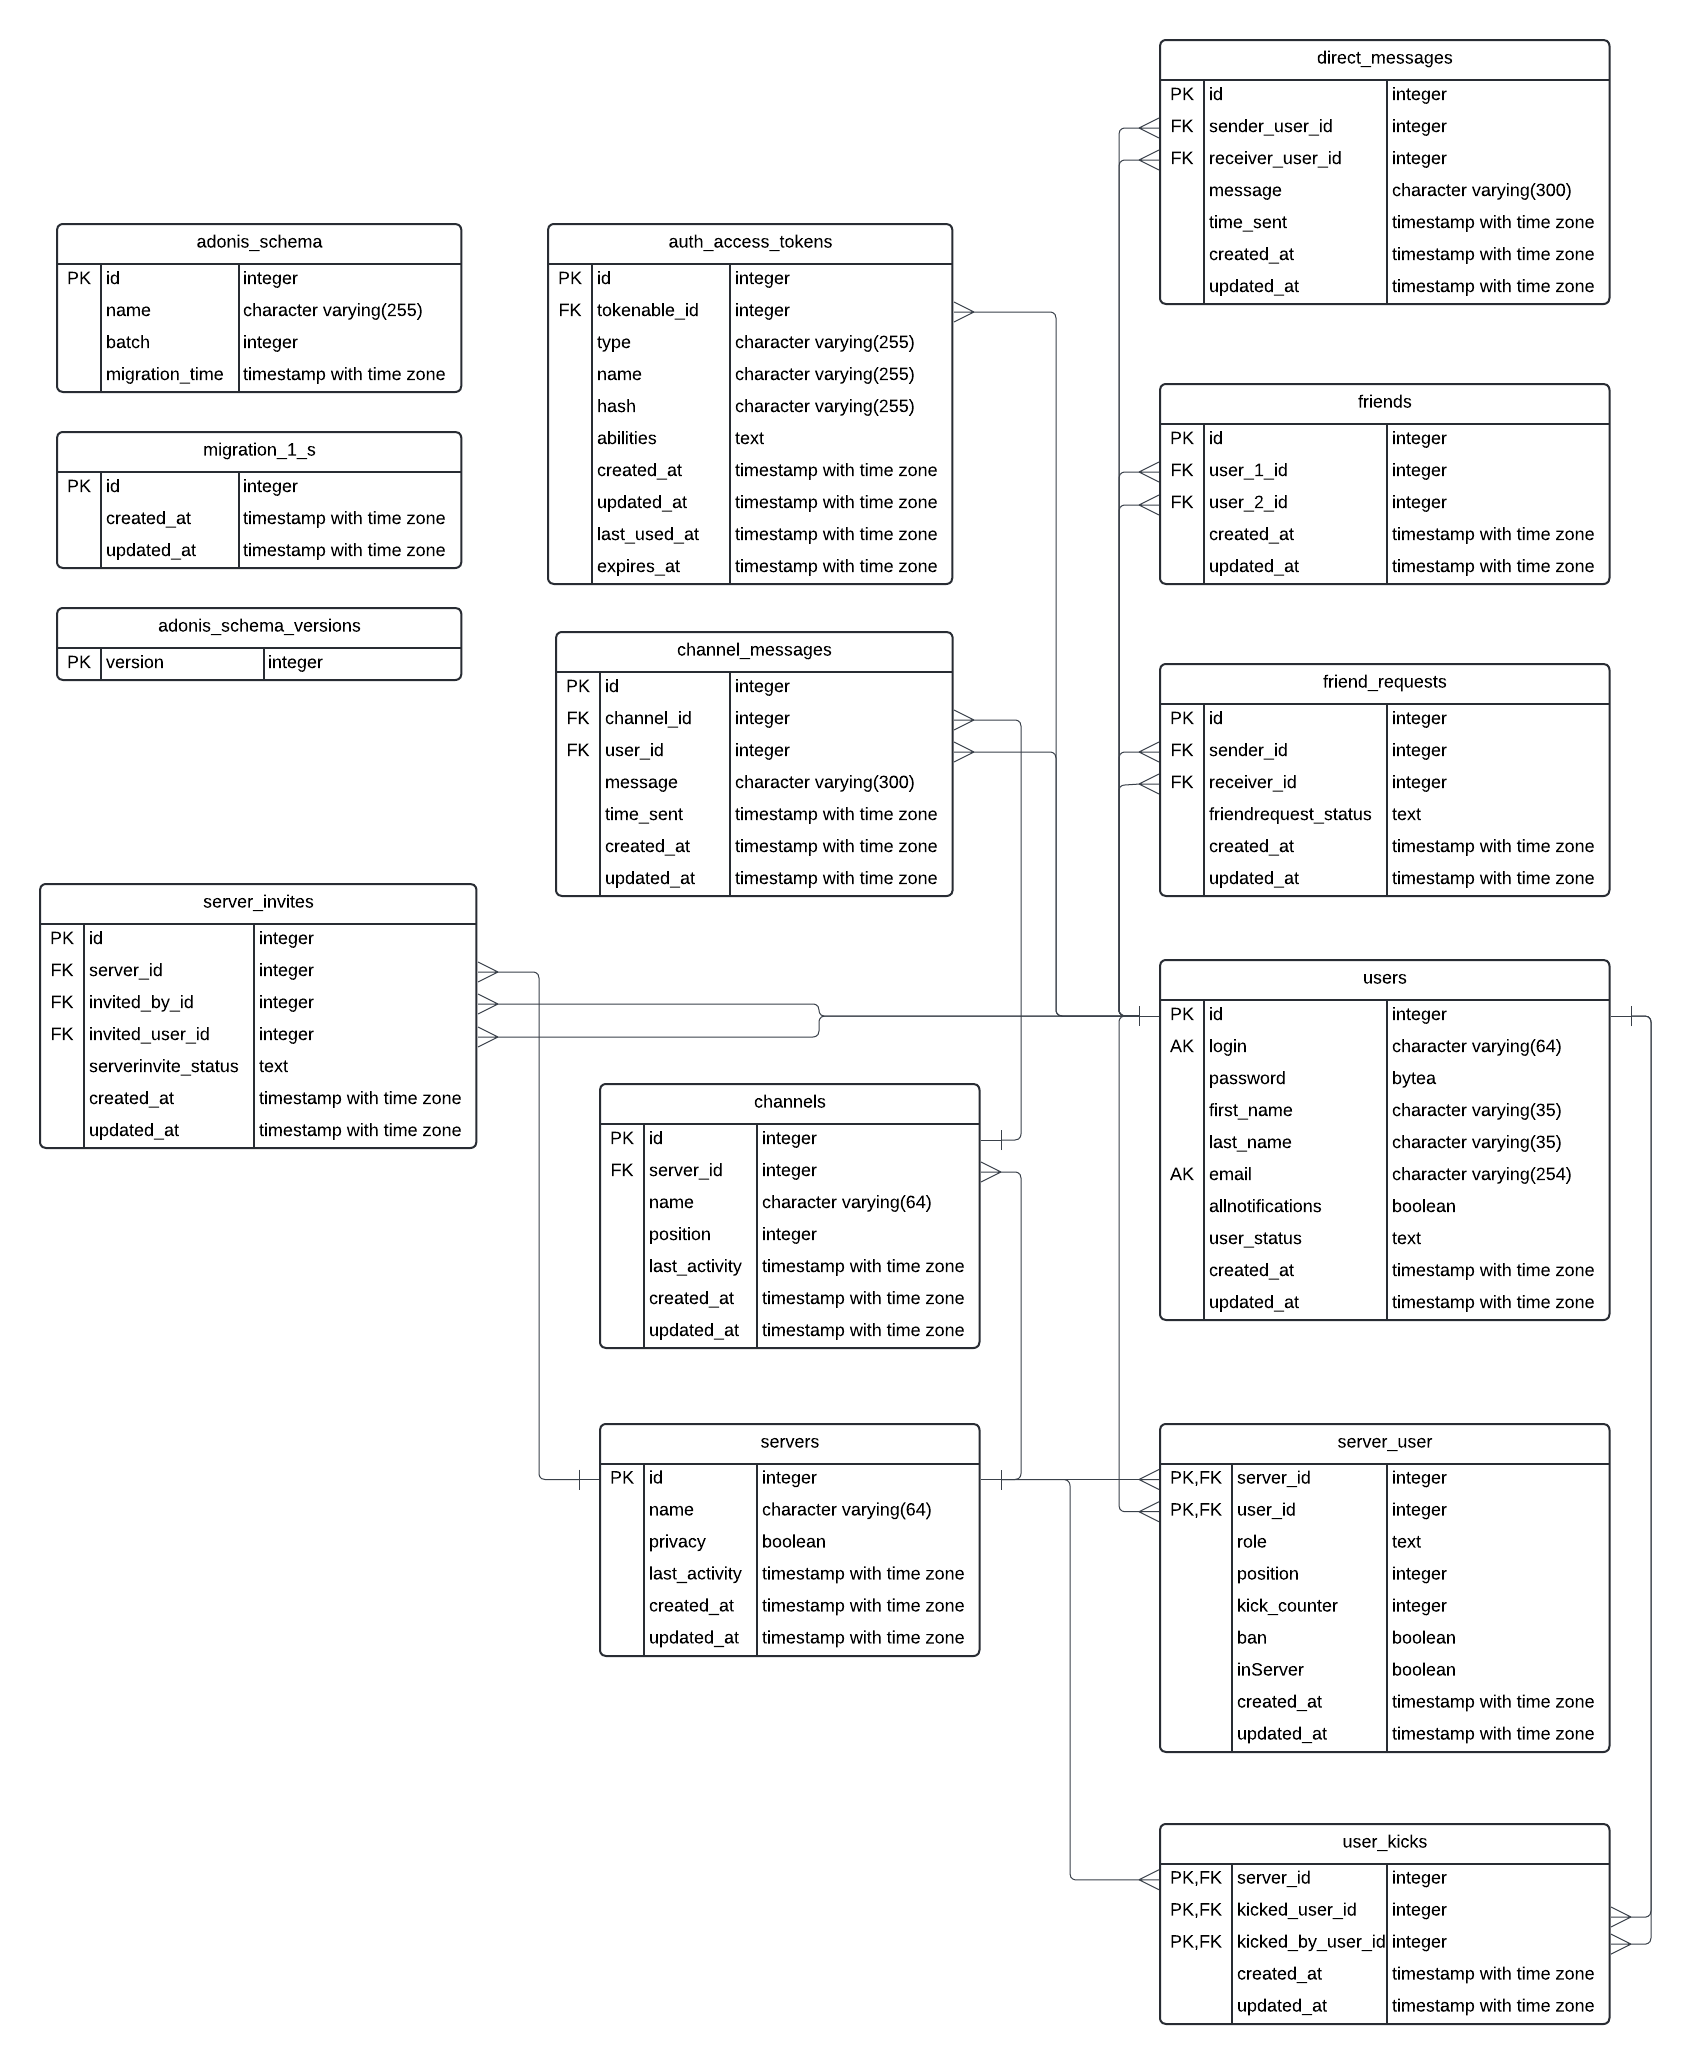 direct_messages
PK id integer
FK sender_user_id integer
FK receiver_user_id integer
message character varying(300)
time_sent timestamp with time zone
created_at timestamp with time zone
updated_at timestamp with time zone
adonis_schema
PK id integer
name character varying(255)
batch integer
migration_time timestamp with time zone
auth_access_tokens
PK id integer
FK tokenable_id integer
type character varying(255)
name character varying(255)
hash character varying(255)
abilities text
created_at timestamp with time zone
updated_at timestamp with time zone
last_used_at timestamp with time zone
expires_at timestamp with time zone
friends
PK id integer
FK user_1_id integer
FK user_2_id integer
created_at timestamp with time zone
updated_at timestamp with time zone
migration_1_s
PK id integer
created_at timestamp with time zone
updated_at timestamp with time zone
adonis_schema_versions
PK version integer
channel_messages
PK id integer
FK channel_id integer
FK user_id integer
message character varying(300)
time_sent timestamp with time zone
created_at timestamp with time zone
updated_at timestamp with time zone
friend_requests
PK id integer
FK sender_id integer
FK receiver_id integer
friendrequest_status text
created_at timestamp with time zone
updated_at timestamp with time zone
server_invites
PK id integer
FK server_id integer
FK invited_by_id integer
FK invited_user_id integer
serverinvite_status text
created_at timestamp with time zone
updated_at timestamp with time zone
users
PK id integer
AK login character varying(64)
password bytea
first_name character varying(35)
last_name character varying(35)
AK email character varying(254)
allnotifications boolean
user_status text
created_at timestamp with time zone
updated_at timestamp with time zone
channels
PK id integer
FK server_id integer
name character varying(64)
position integer
last_activity timestamp with time zone
created_at timestamp with time zone
updated_at timestamp with time zone
servers
PK id integer
name character varying(64)
privacy boolean
last_activity timestamp with time zone
created_at timestamp with time zone
updated_at timestamp with time zone
server_user
PK,FK server_id integer
PK,FK user_id integer
role text
position integer
kick_counter integer
ban boolean
inServer boolean
created_at timestamp with time zone
updated_at timestamp with time zone
user_kicks
PK,FK server_id integer
PK,FK kicked_user_id integer
PK,FK kicked_by_user_id integer
created_at timestamp with time zone
updated_at timestamp with time zone